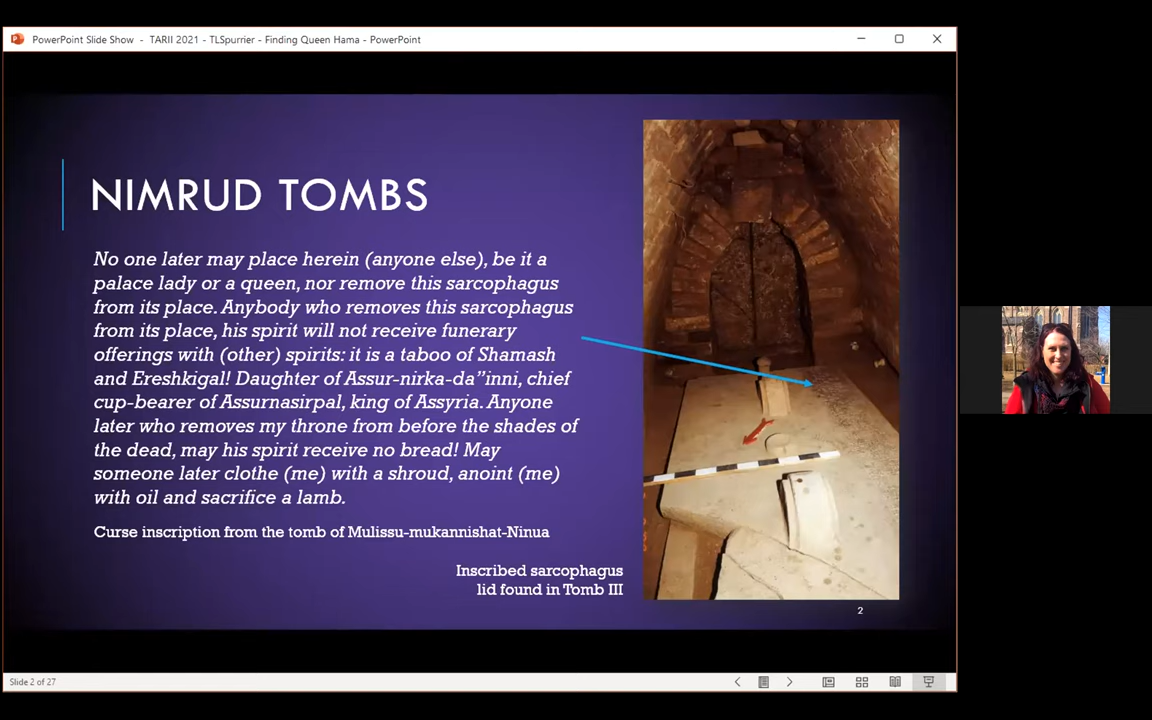 PowerPoint Slide Show - TARII 2021 - TLSpurrier - Finding Queen Hama - PowerPoint
NIMRUD TOMBS
No one later may place herein (anyone else), be it a
palace lady or a queen, nor remove this sarcophagus
from its place. Anybody who removes this sarcophagus
from its place, his spirit will not receive funerary
offerings with (other) spirits: it is a taboo of Shamash
and Ereshkigal! Daughter of Assur-nirka-da”inni, chief
cup-bearer of Assurnasirpal, king of Assyria. Anyone
later who removes my throne from before the shades of
the dead, may his spirit receive no bread! May
someone later clothe (me) with a shroud, anoint (me)
with oil and sacrifice a lamb.
Curse inscription from the tomb of Mulissu-mukannishat-Ninua
Inscribed sarcophagus
lid found in Tomb III
2
Slide 2 of 27